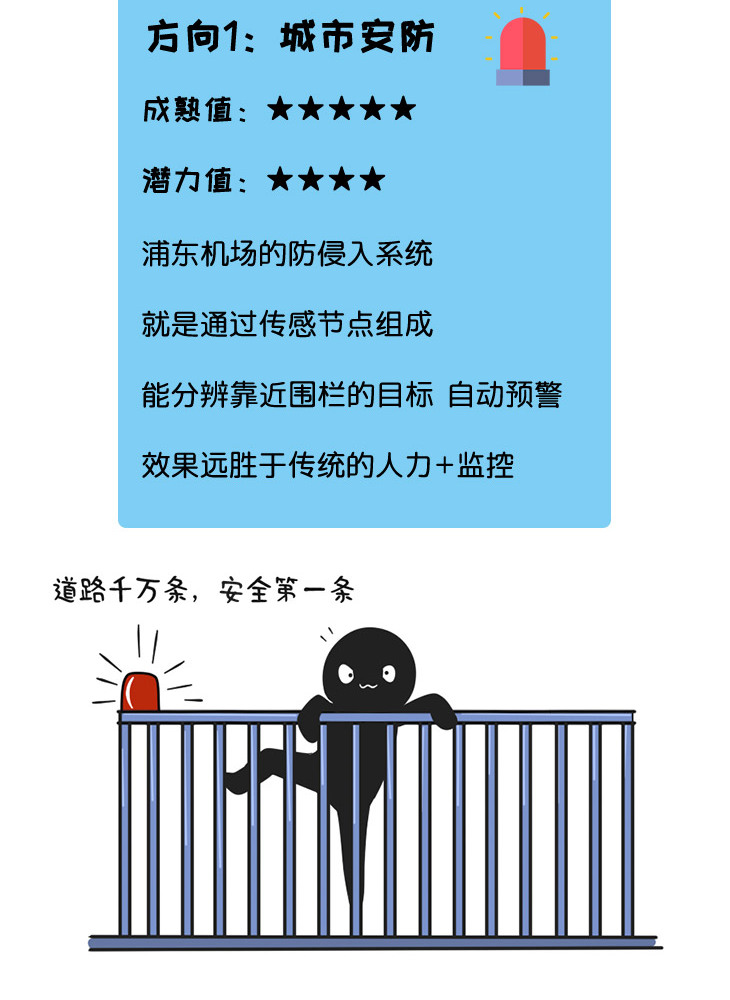 方向1：城市安防
成熟值：★★★★★
潜力值：★★★★
浦东机场的防侵入系统
就是通过传感节点组成
能分辨靠近围栏的目标 自动预警
效果远胜于传统的人力+监控
道路千万条，安全第一条